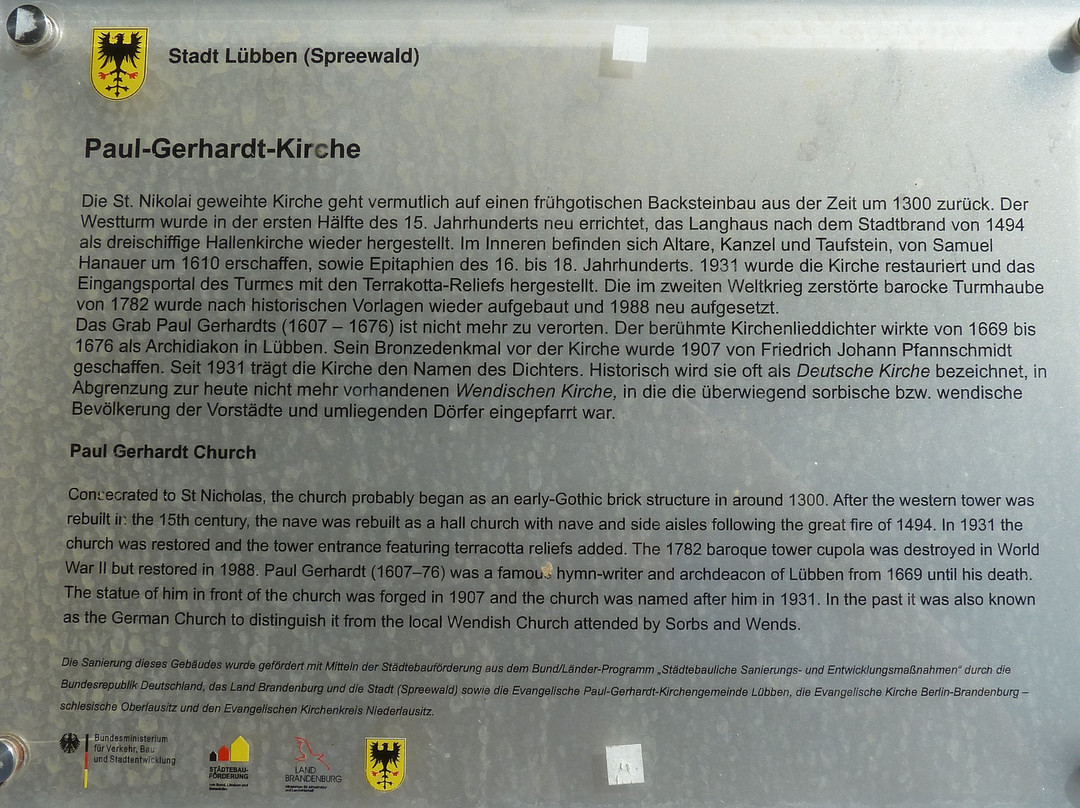 Stadt Lübben (Spreewald)
Paul-Gerhardt-Kirche
Die St. Nikolai geweihte Kirche geht vermutlich auf einen frühgotischen Backsteinbau aus der Zeit um 1300 zurück. Der
Westturm wurde in der ersten Hälfte des 15. Jahrhunderts neu errichtet, das Langhaus nach dem Stadtbrand von 1494
als dreischiffige Hallenkirche wieder hergestellt. Im Inneren befinden sich Altare, Kanzel und Taufstein, von Samuel
Hanauer um 1610 erschaffen, sowie Epitaphien des 16. bis 18. Jahrhunderts. 1931 wurde die Kirche restauriert und das
Eingangsportal des Turmes mit den Terrakotta-Reliefs hergestellt. Die im zweiten Weltkrieg zerstörte barocke Turmhaube
von 1782 wurde nach historischen Vorlagen wieder aufgebaut und 1988 neu aufgesetzt.
Das Grab Paul Gerhardts (1607 – 1676) ist nicht mehr zu verorten. Der berühmte Kirchenlieddichter wirkte von 1669 bis
1676 als Archidiakon in Lübben. Sein Bronzedenkmal vor der Kirche wurde 1907 von Friedrich Johann Pfannschmidt
geschaffen. Seit 1931 trägt die Kirche den Namen des Dichters. Historisch wird sie oft als Deutsche Kirche bezeichnet, in
Abgrenzung zur heute nicht mehr vorhandenen Wendischen Kirche, in die die überwiegend sorbische bzw. wendische
Bevölkerung der Vorstädte und umliegenden Dörfer eingepfarrt war.
Paul Gerhardt Church
Consecrated to St Nicholas, the church probably began as an early-Gothic brick structure in around 1300. After the western tower was
rebuilt in the 15th century, the nave was rebuilt as a hall church with nave and side aisles following the great fire of 1494. In 1931 the
church was restored and the tower entrance featuring terracotta reliefs added. The 1782 baroque tower cupola was destroyed in World
War II but restored in 1988. Paul Gerhardt (1607–76) was a famous hymn-writer and archdeacon of Lübben from 1669 until his death.
The statue of him in front of the church was forged in 1907 and the church was named after him in 1931. In the past it was also known
as the German Church to distinguish it from the local Wendish Church attended by Sorbs and Wends.
Die Sanierung dieses Gebäudes wurde gefördert mit Mitteln der Städtebauförderung aus dem Bund/Länder-Programm „Städtebauliche Sanierungs- und Entwicklungsmaßnahmen“ durch die
Bundesrepublik Deutschland, das Land Brandenburg und die Stadt (Spreewald) sowie die Evangelische Paul-Gerhardt-Kirchengemeinde Lübben, die Evangelische Kirche Berlin-Brandenburg –
schlesische Oberlausitz und den Evangelischen Kirchenkreis Niederlausitz.
Bundesministerium
für Verkehr, Bau
und Stadtentwicklung
STÄDTEBAU-
FÖRDERUNG
LAND
BRANDENBURG